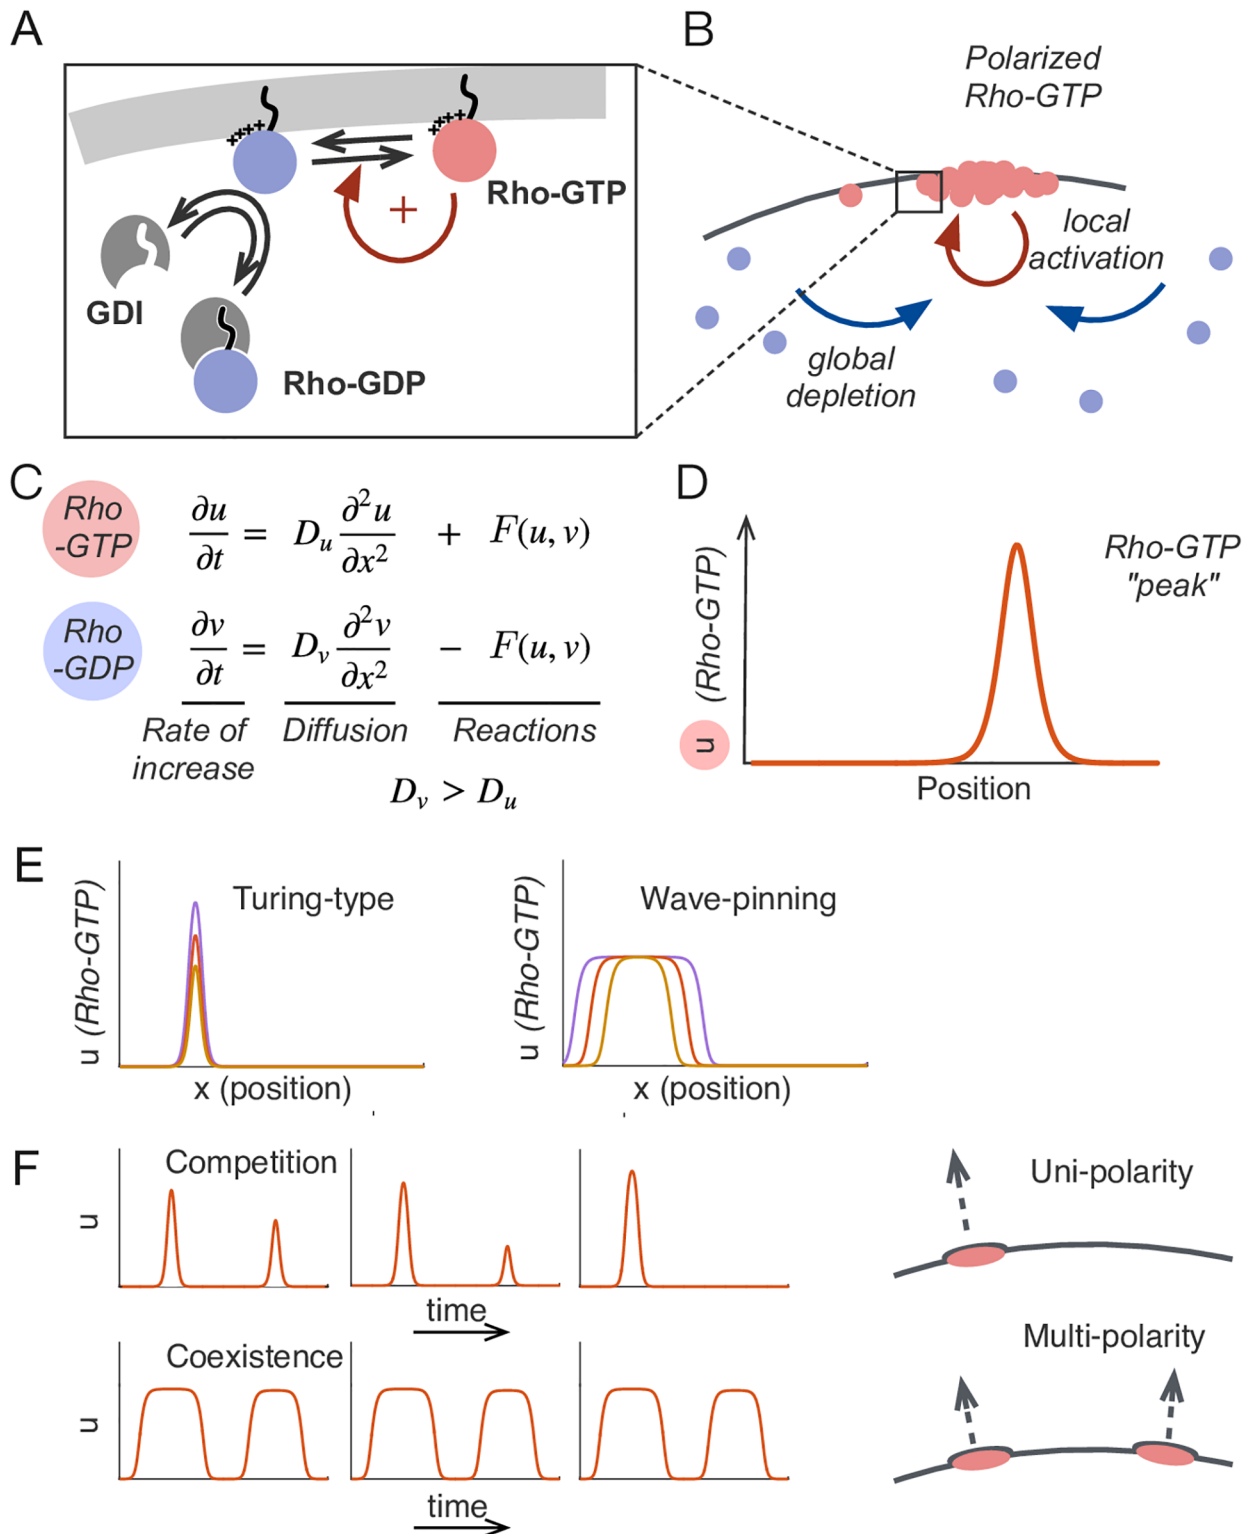 A
Rho-GTP
+
GDI
Rho-GDP
B
Polarized
Rho-GTP
local
activation
global
depletion
C
Rho
-GTP
∂u/∂t = D_u ∂²u/∂x² + F(u, v)
Rho
-GDP
∂v/∂t = D_v ∂²v/∂x² − F(u, v)
Rate of
increase
Diffusion
Reactions
D_v > D_u
D
u (Rho-GTP)
Rho-GTP
"peak"
Position
E
u (Rho-GTP)
Turing-type
x (position)
u (Rho-GTP)
Wave-pinning
x (position)
F
Competition
u
time
Uni-polarity
Coexistence
u
time
Multi-polarity